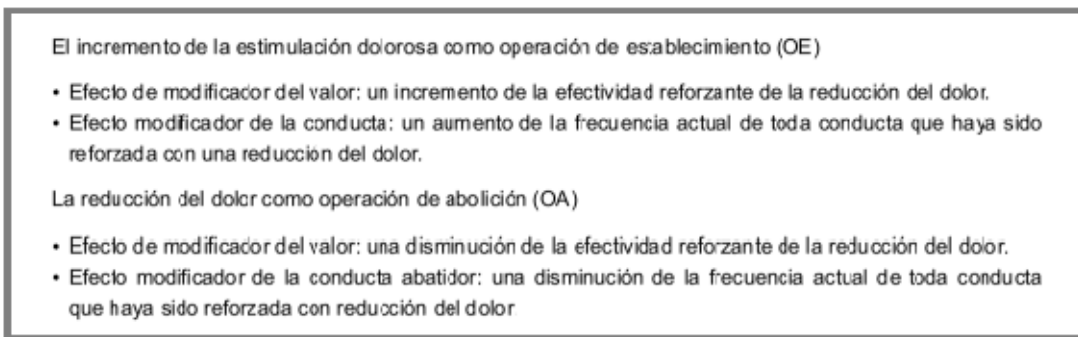 El incremento de la estimulación dolorosa como operación de establecimiento (OE)
• Efecto de modificador del valor: un incremento de la efectividad reforzante de la reducción del dolor.
• Efecto modificador de la conducta: un aumento de la frecuencia actual de toda conducta que haya sido
reforzada con una reducción del dolor.
La reducción del dolor como operación de abolición (OA)
• Efecto de modificador del valor: una disminución de la efectividad reforzante de la reducción del dolor.
• Efecto modificador de la conducta abatidor: una disminución de la frecuencia actual de toda conducta
que haya sido reforzada con reducción del dolor